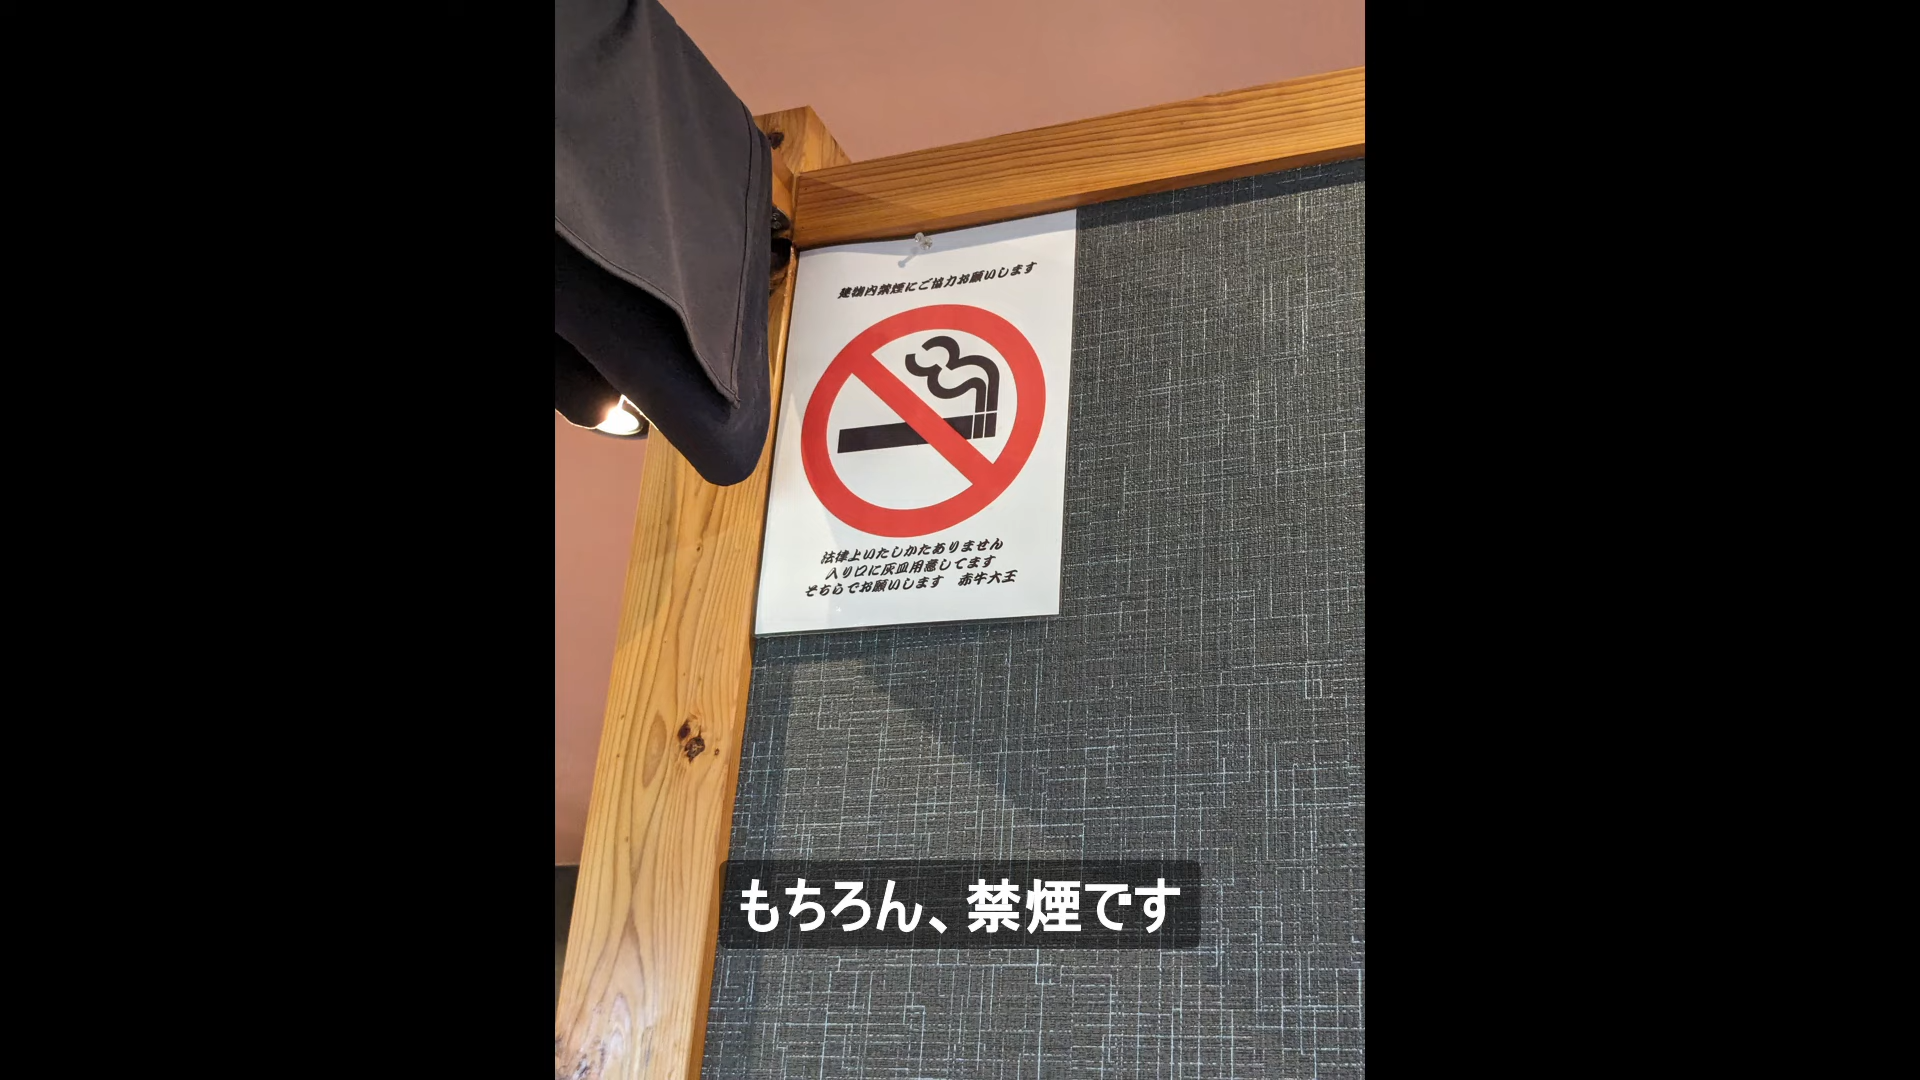 建物内禁煙にご協力お願いします
法律上いたしかたありません
入り口に灰皿用意してます
そちらでお願いします　赤牛大王
もちろん、禁煙です